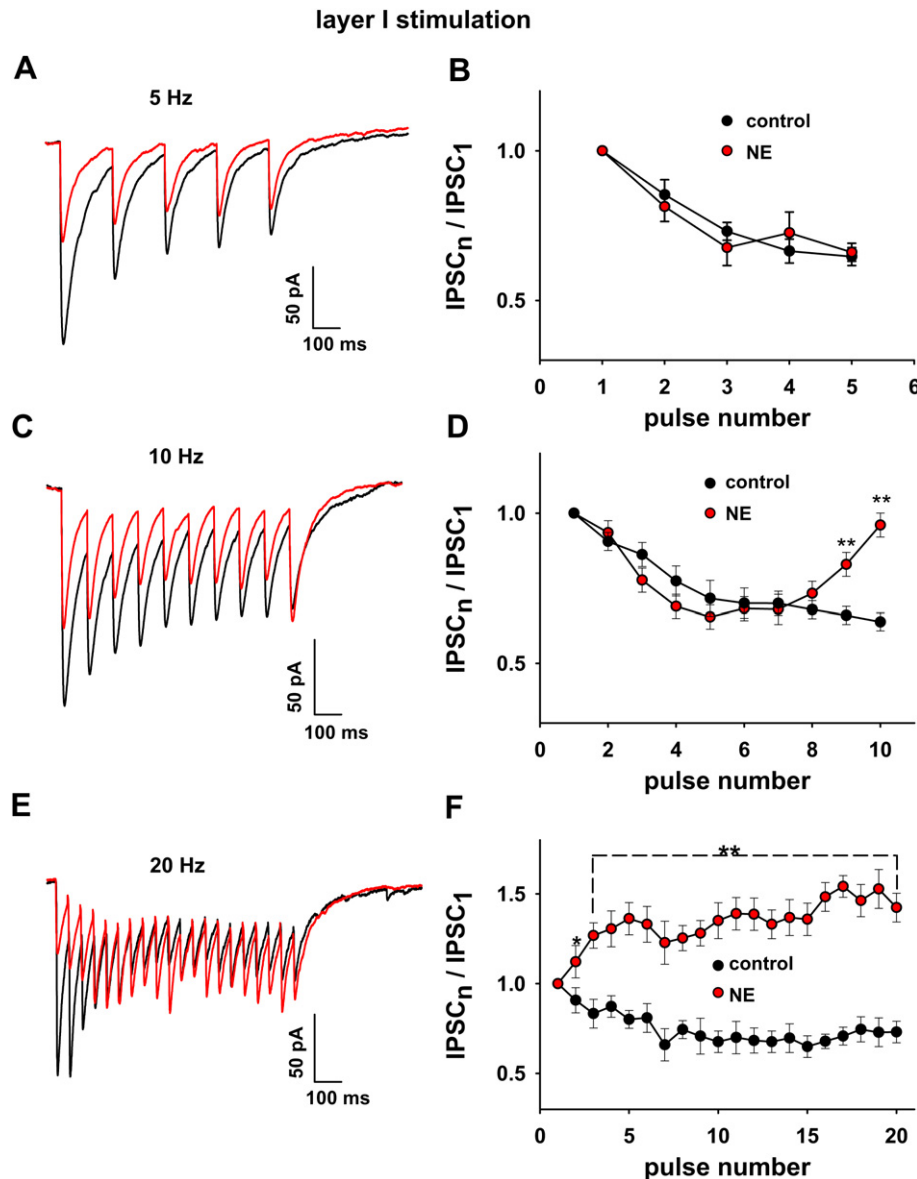 layer I stimulation
A
5 Hz
50 pA
100 ms
B
control
NE
1.0
0.5
IPSCn / IPSC1
0 1 2 3 4 5 6
pulse number
C
10 Hz
50 pA
100 ms
D
control
NE
**
**
1.0
0.5
IPSCn / IPSC1
0 2 4 6 8 10
pulse number
E
20 Hz
50 pA
100 ms
F
**
*
control
NE
1.5
1.0
0.5
IPSCn / IPSC1
0 5 10 15 20
pulse number